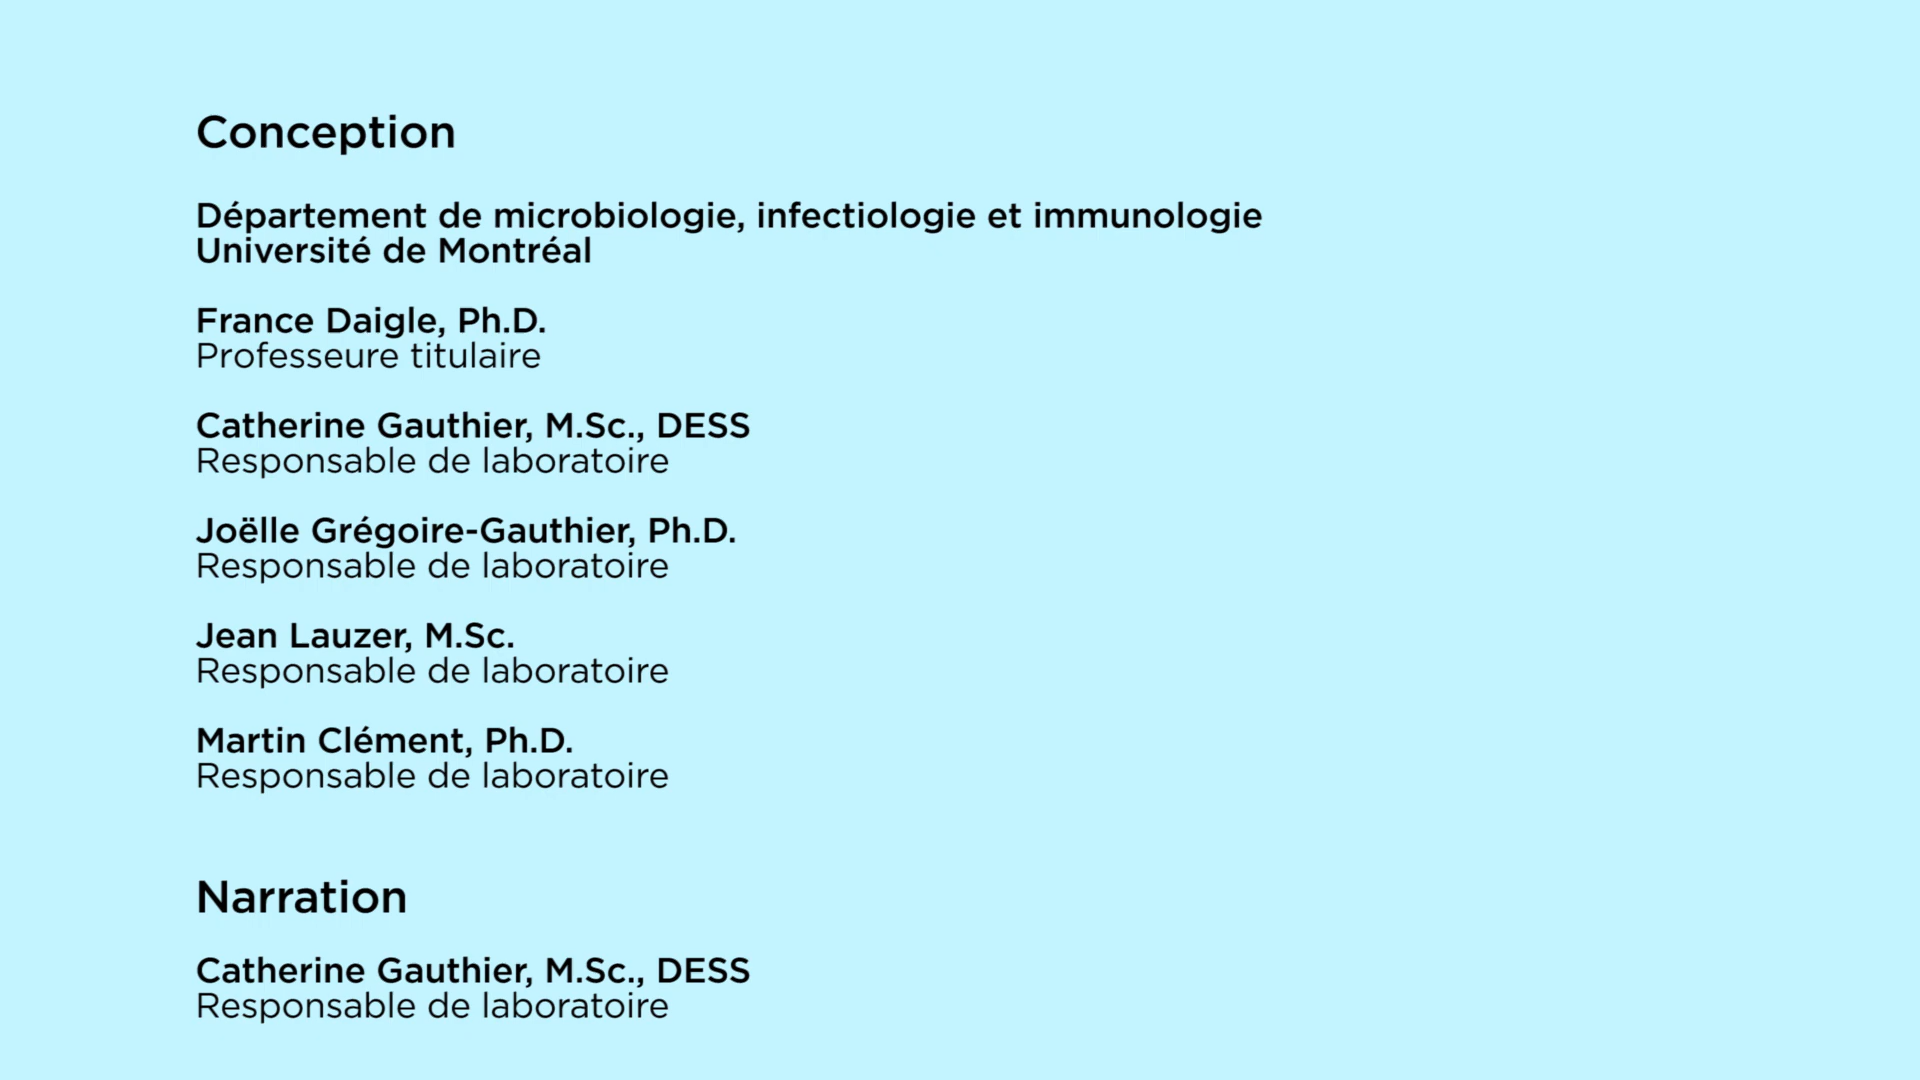 Conception
Département de microbiologie, infectiologie et immunologie
Université de Montréal
France Daigle, Ph.D.
Professeure titulaire
Catherine Gauthier, M.Sc., DESS
Responsable de laboratoire
Joëlle Grégoire-Gauthier, Ph.D.
Responsable de laboratoire
Jean Lauzer, M.Sc.
Responsable de laboratoire
Martin Clément, Ph.D.
Responsable de laboratoire
Narration
Catherine Gauthier, M.Sc., DESS
Responsable de laboratoire